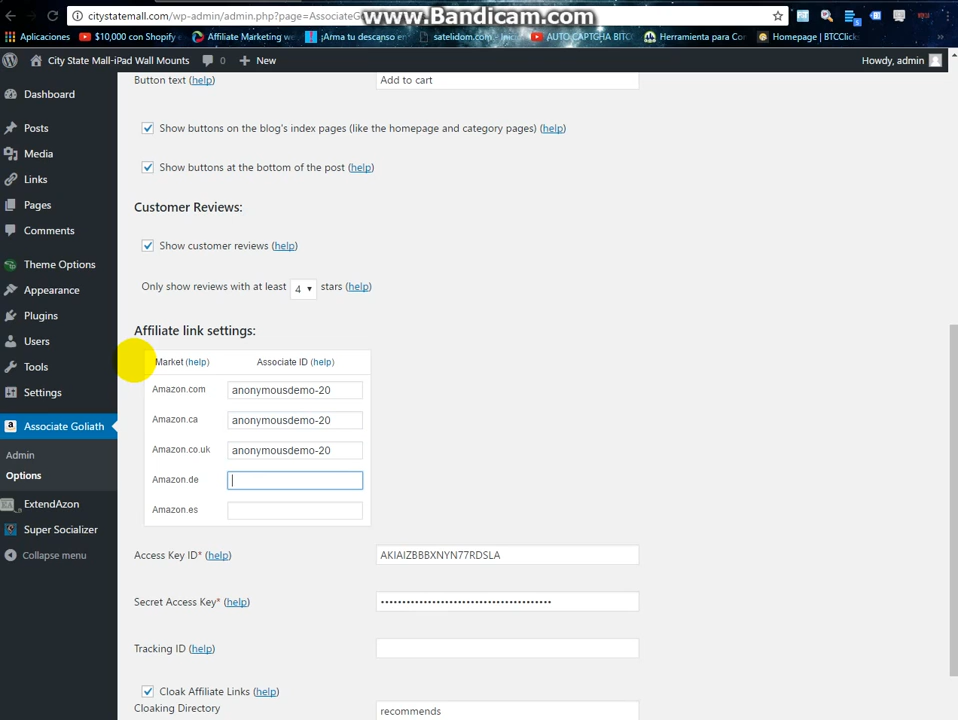 citystatemall.com/wp-admin/admin.php?page=AssociateG
www.Bandicam.com
Aplicaciones
$10,000 con Shopify
Affiliate Marketing we
¡Arma tu descanso en
satelidom.com - Inicio
AUTO CAPTCHA BITC
Herramienta para Con
Homepage | BTCClicks
City State Mall-iPad Wall Mounts
0
New
Howdy, admin
Dashboard
Posts
Media
Links
Pages
Comments
Theme Options
Appearance
Plugins
Users
Tools
Settings
Associate Goliath
Admin
Options
ExtendAzon
Super Socializer
Collapse menu
Button text (help)
Add to cart
Show buttons on the blog's index pages (like the homepage and category pages) (help)
Show buttons at the bottom of the post (help)
Customer Reviews:
Show customer reviews (help)
Only show reviews with at least 4 stars (help)
Affiliate link settings:
Market (help) Associate ID (help)
Amazon.com anonymousdemo-20
Amazon.ca anonymousdemo-20
Amazon.co.uk anonymousdemo-20
Amazon.de
Amazon.es
Access Key ID* (help) AKIAIZBBBXNYN77RDSLA
Secret Access Key* (help) ••••••••••••••••••••••••••••••••••••••••
Tracking ID (help)
Cloak Affiliate Links (help)
Cloaking Directory recommends